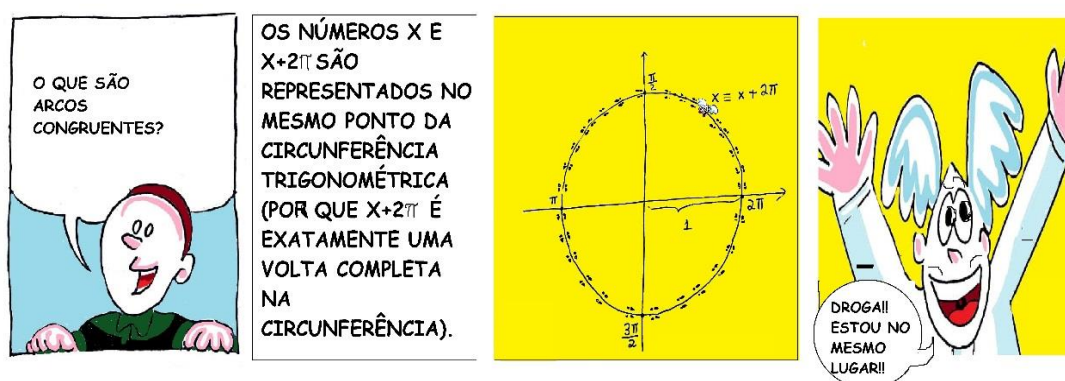 O QUE SÃO
ARCOS
CONGRUENTES?
OS NÚMEROS X E
X+2π SÃO
REPRESENTADOS NO
MESMO PONTO DA
CIRCUNFERÊNCIA
TRIGONOMÉTRICA
(POR QUE X+2π É
EXATAMENTE UMA
VOLTA COMPLETA
NA
CIRCUNFERÊNCIA).
π/2
x ≡ x + 2π
π
2π
1
3π/2
DROGA!!
ESTOU NO
MESMO
LUGAR!!